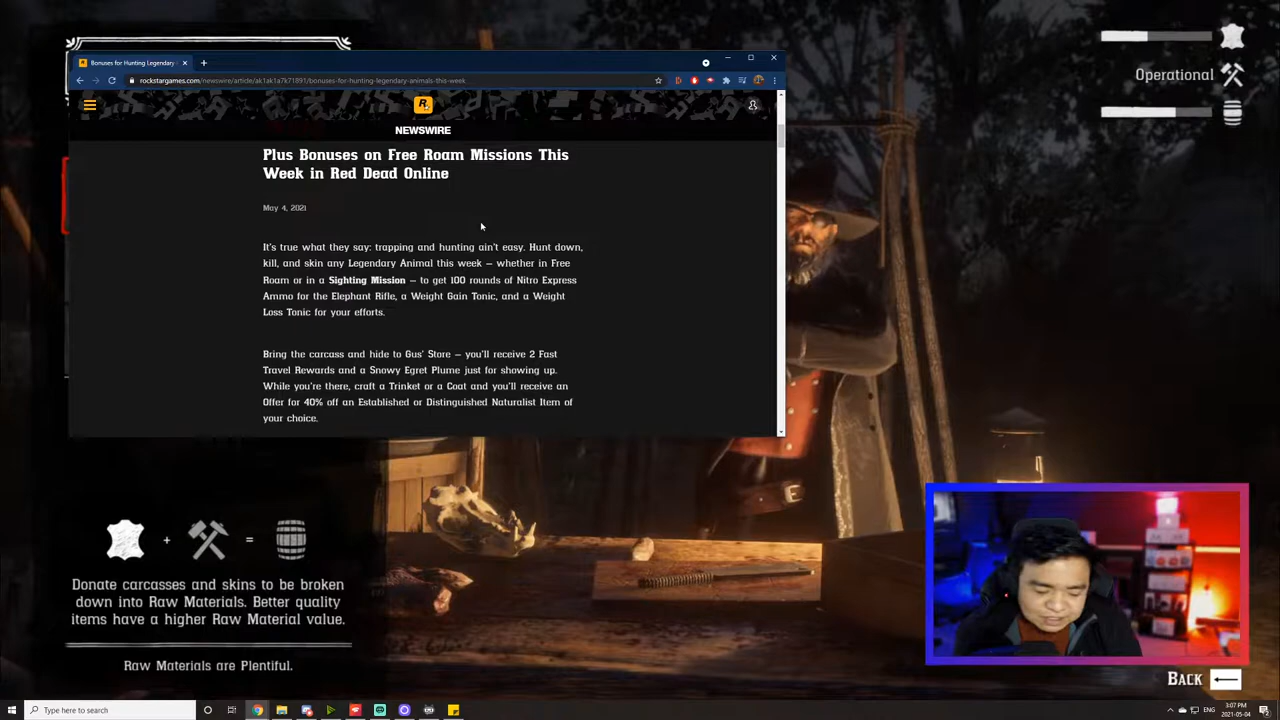 Bonuses for Hunting Legendary
rockstargames.com/newswire/article/ak1ak1a7k71891/bonuses-for-hunting-legendary-animals-this-week
Operational
NEWSWIRE
Plus Bonuses on Free Roam Missions This
Week in Red Dead Online
May 4, 2021
It's true what they say: trapping and hunting ain't easy. Hunt down,
kill, and skin any Legendary Animal this week – whether in Free
Roam or in a Sighting Mission – to get 100 rounds of Nitro Express
Ammo for the Elephant Rifle, a Weight Gain Tonic, and a Weight
Loss Tonic for your efforts.
Bring the carcass and hide to Gus' Store – you'll receive 2 Fast
Travel Rewards and a Snowy Egret Plume just for showing up.
While you're there, craft a Trinket or a Coat and you'll receive an
Offer for 40% off an Established or Distinguished Naturalist Item of
your choice.
Donate carcasses and skins to be broken
down into Raw Materials. Better quality
items have a higher Raw Material value.
Raw Materials are Plentiful.
BACK
Type here to search
ENG
3:07 PM
2021-05-04